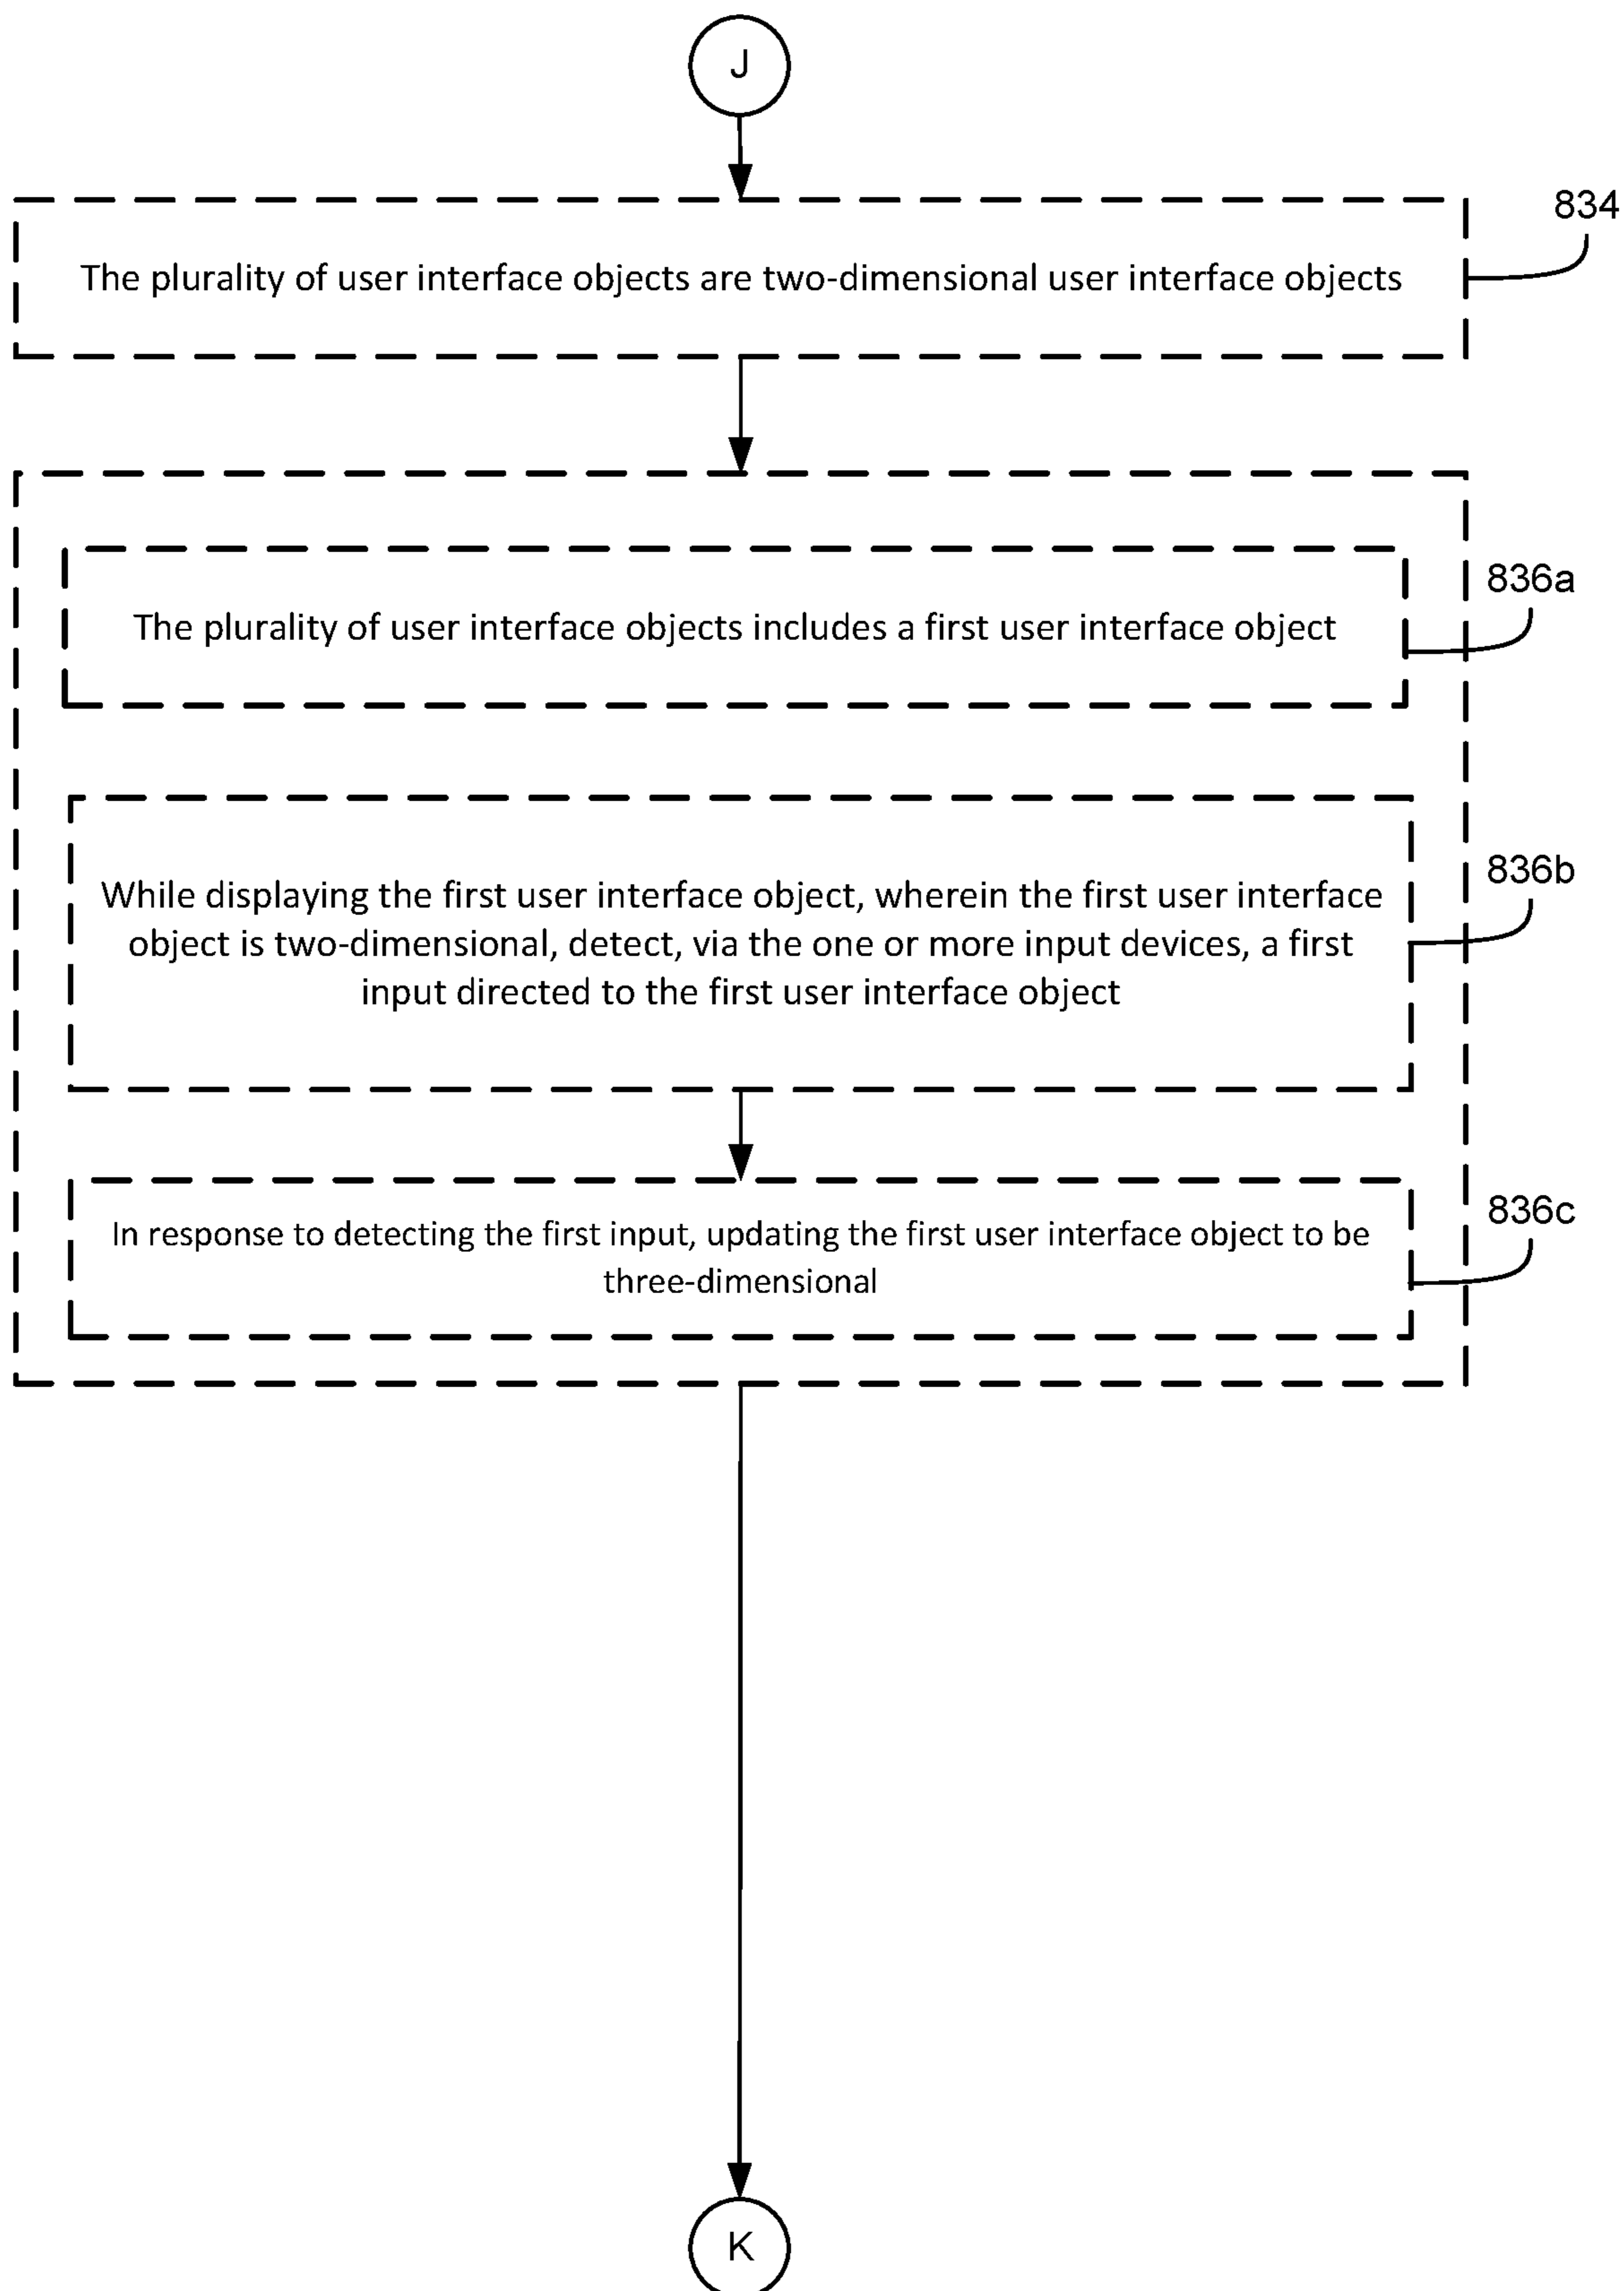 J
834
The plurality of user interface objects are two-dimensional user interface objects
836a
The plurality of user interface objects includes a first user interface object
836b
While displaying the first user interface object, wherein the first user interface
object is two-dimensional, detect, via the one or more input devices, a first
input directed to the first user interface object
836c
In response to detecting the first input, updating the first user interface object to be
three-dimensional
K